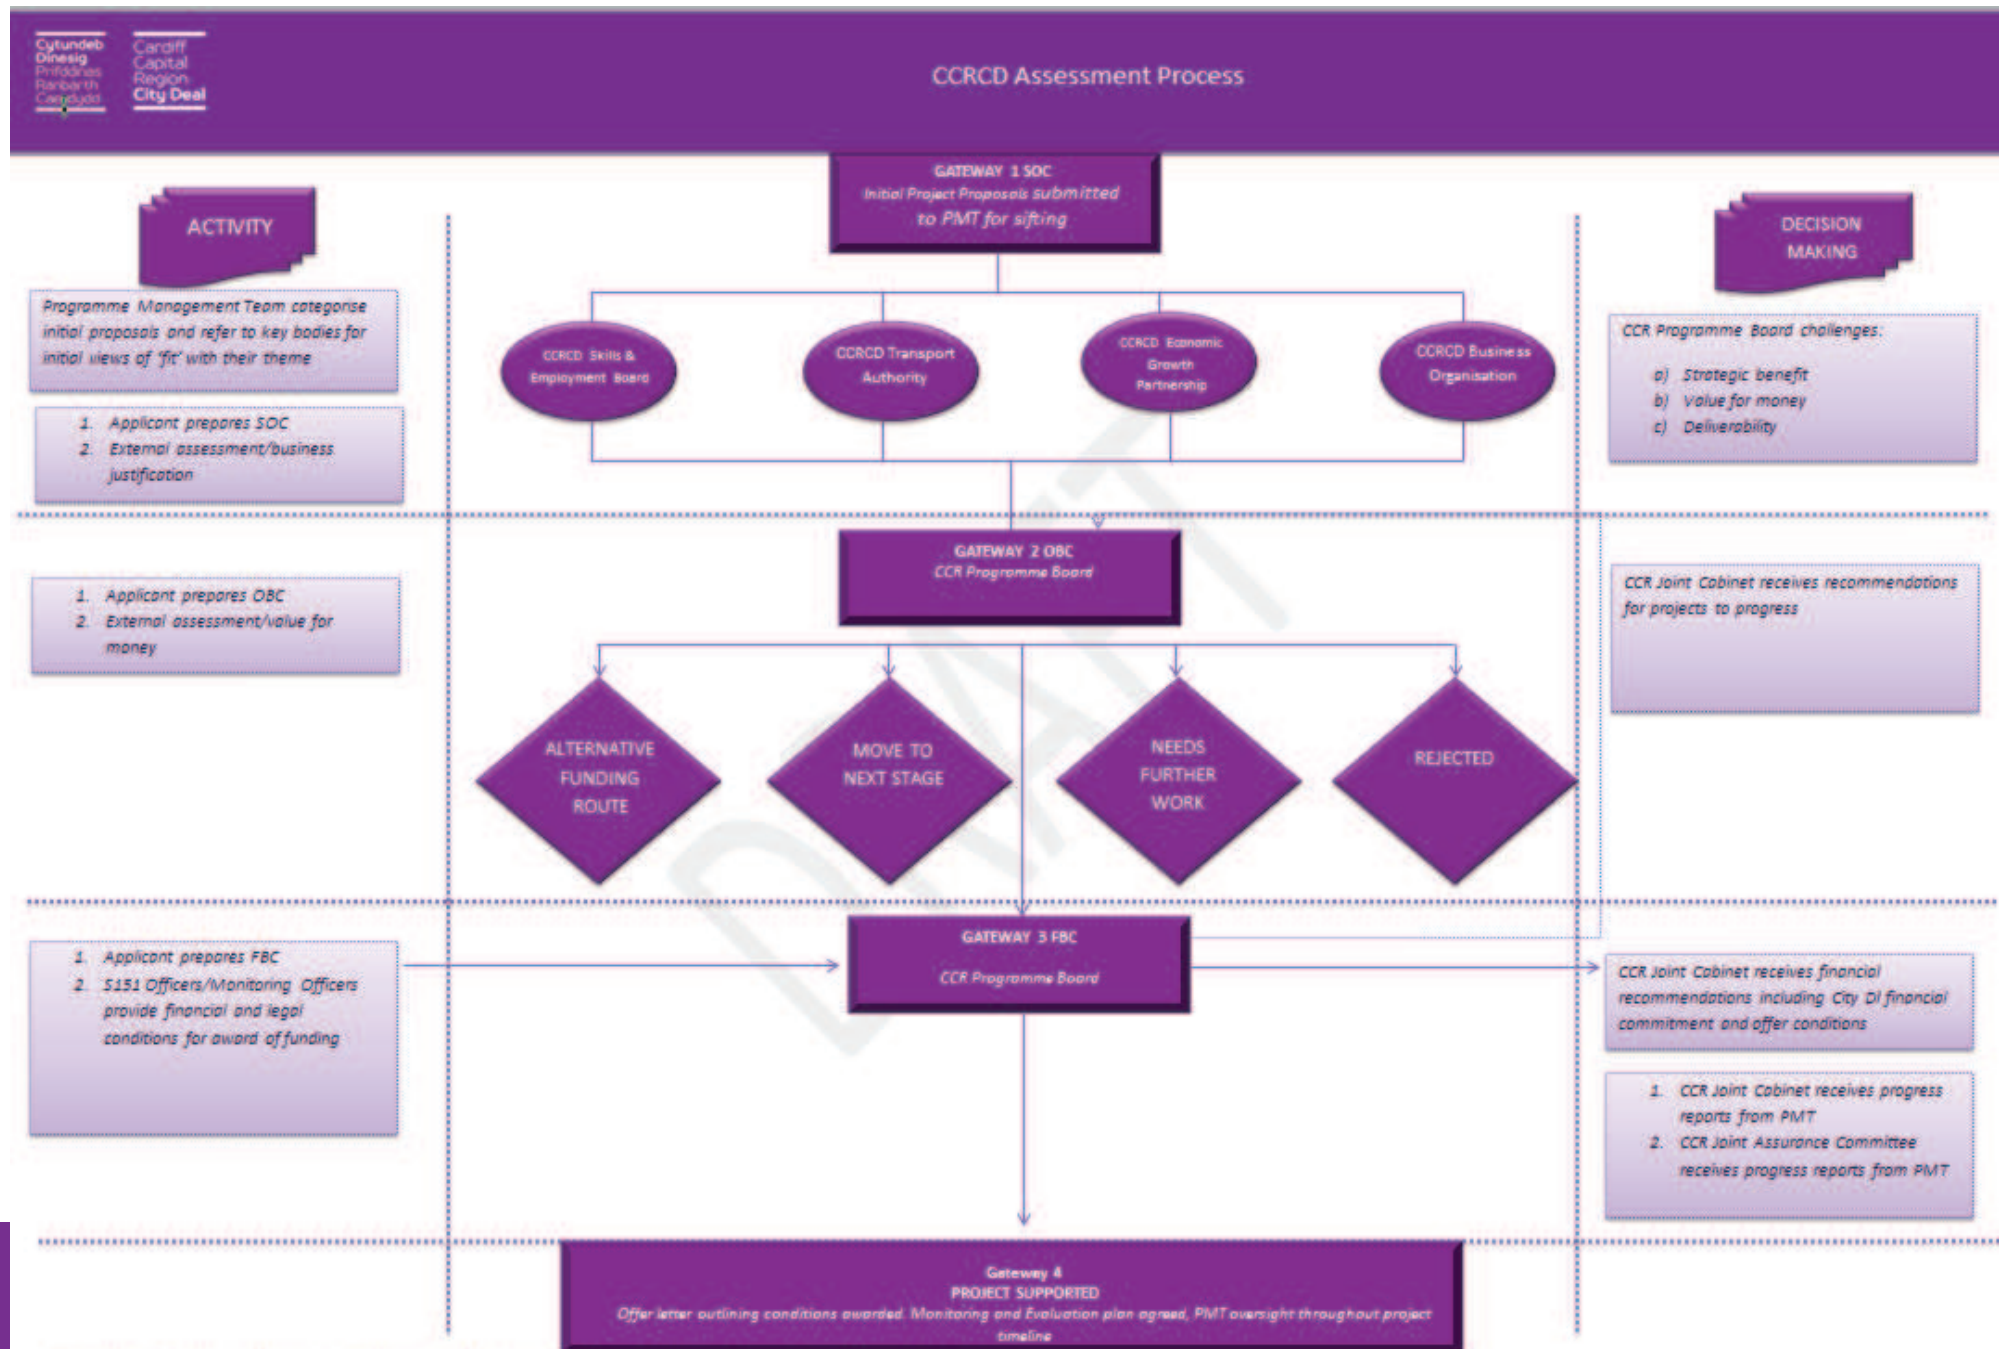 Cytundeb
Dinesig
Prifddinas
Ranbarth
Caerdydd
Cardiff
Capital
Region
City Deal
CCRCD Assessment Process
GATEWAY 1 SOC
Initial Project Proposals submitted
to PMT for sifting
ACTIVITY
DECISION
MAKING
Programme Management Team categorise
initial proposals and refer to key bodies for
initial views of 'fit' with their theme
1. Applicant prepares SOC
2. External assessment/business
justification
CCRCD Skills &
Employment Board
CCRCD Transport
Authority
CCRCD Economic
Growth
Partnership
CCRCD Business
Organisation
CCR Programme Board challenges:
a) Strategic benefit
b) Value for money
c) Deliverability
GATEWAY 2 OBC
CCR Programme Board
1. Applicant prepares OBC
2. External assessment/value for
money
CCR Joint Cabinet receives recommendations
for projects to progress
ALTERNATIVE
FUNDING
ROUTE
MOVE TO
NEXT STAGE
NEEDS
FURTHER
WORK
REJECTED
DRAFT
GATEWAY 3 FBC
CCR Programme Board
1. Applicant prepares FBC
2. S151 Officers/Monitoring Officers
provide financial and legal
conditions for award of funding
CCR Joint Cabinet receives financial
recommendations including City Dl financial
commitment and offer conditions
1. CCR Joint Cabinet receives progress
reports from PMT
2. CCR Joint Assurance Committee
receives progress reports from PMT
Gateway 4
PROJECT SUPPORTED
Offer letter outlining conditions awarded. Monitoring and Evaluation plan agreed, PMT oversight throughout project
timeline